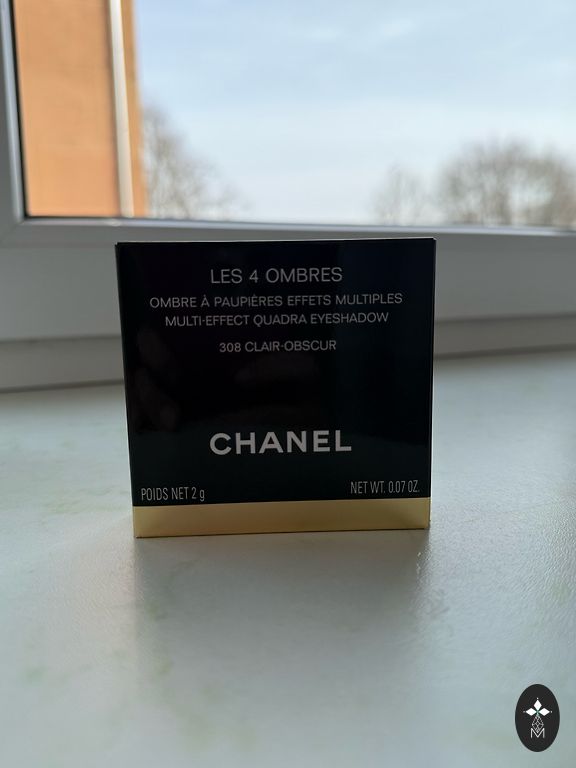 LES 4 OMBRES
OMBRE À PAUPIÈRES EFFETS MULTIPLES
MULTI-EFFECT QUADRA EYESHADOW
308 CLAIR-OBSCUR
CHANEL
POIDS NET 2 g
NET WT. 0.07 OZ.
M